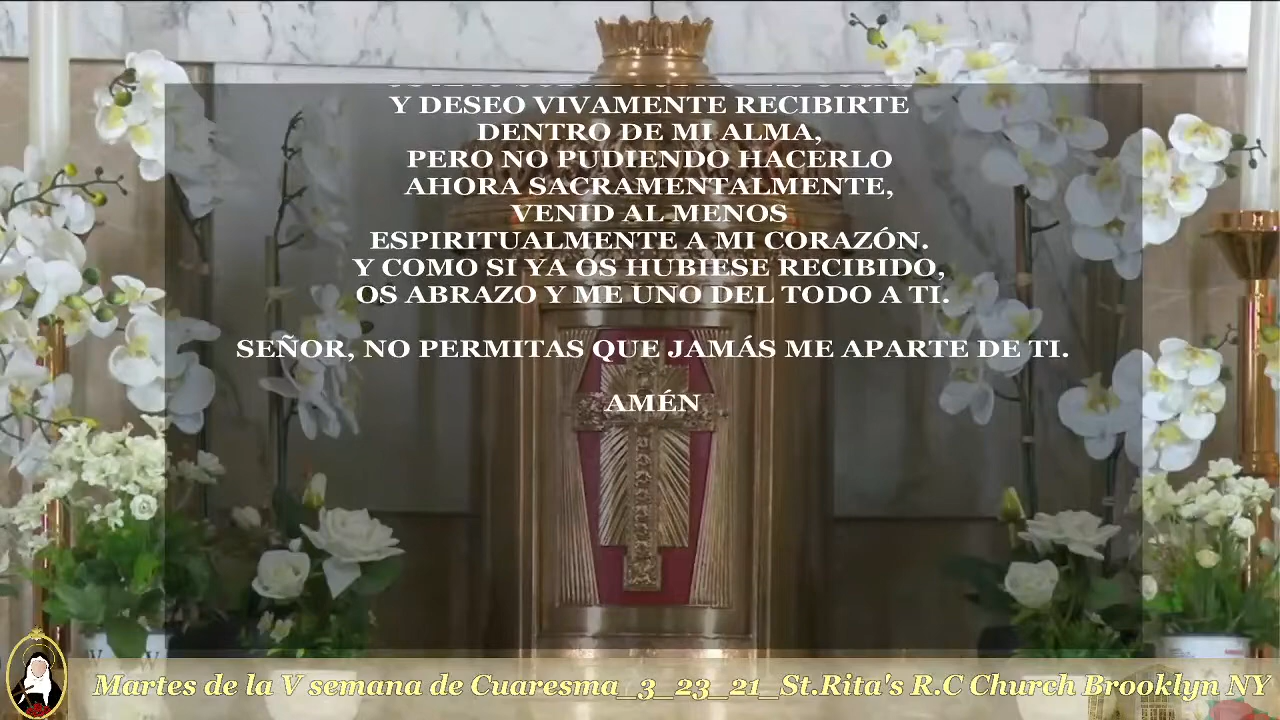 Y DESEO VIVAMENTE RECIBIRTE
DENTRO DE MI ALMA,
PERO NO PUDIENDO HACERLO
AHORA SACRAMENTALMENTE,
VENID AL MENOS
ESPIRITUALMENTE A MI CORAZÓN.
Y COMO SI YA OS HUBIESE RECIBIDO,
OS ABRAZO Y ME UNO DEL TODO A TI.
SEÑOR, NO PERMITAS QUE JAMÁS ME APARTE DE TI.
AMÉN
Martes de la V semana de Cuaresma_3_23_21_St.Rita's R.C Church Brooklyn NY